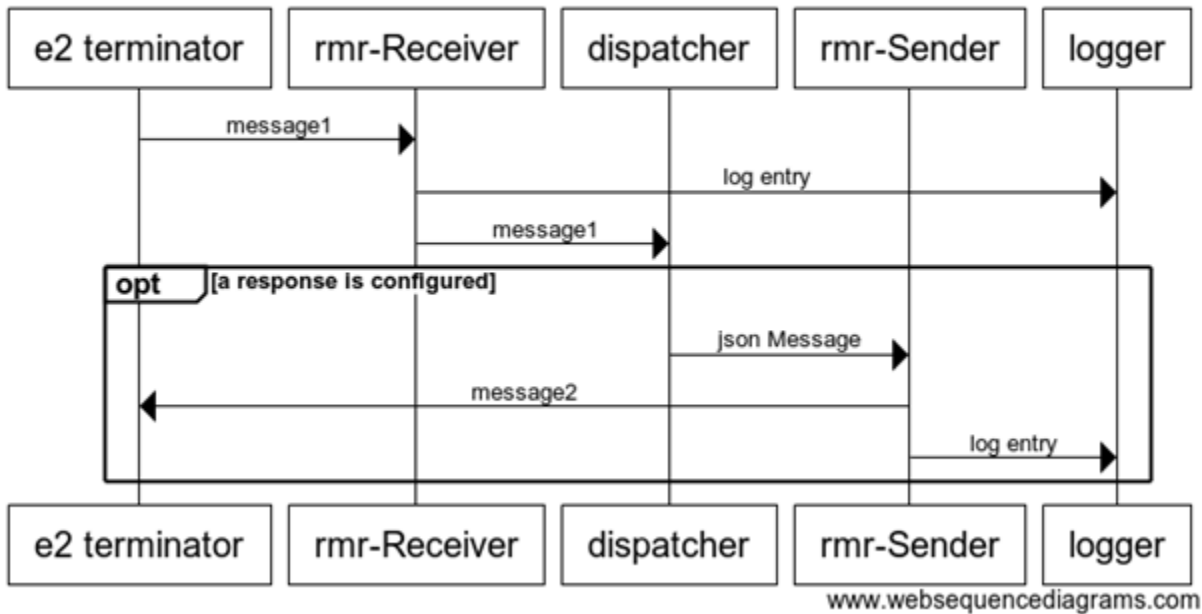 e2 terminator rmr-Receiver dispatcher rmr-Sender logger
message1
log entry
message1
opt [a response is configured]
json Message
message2
log entry
e2 terminator rmr-Receiver dispatcher rmr-Sender logger
www.websequencediagrams.com